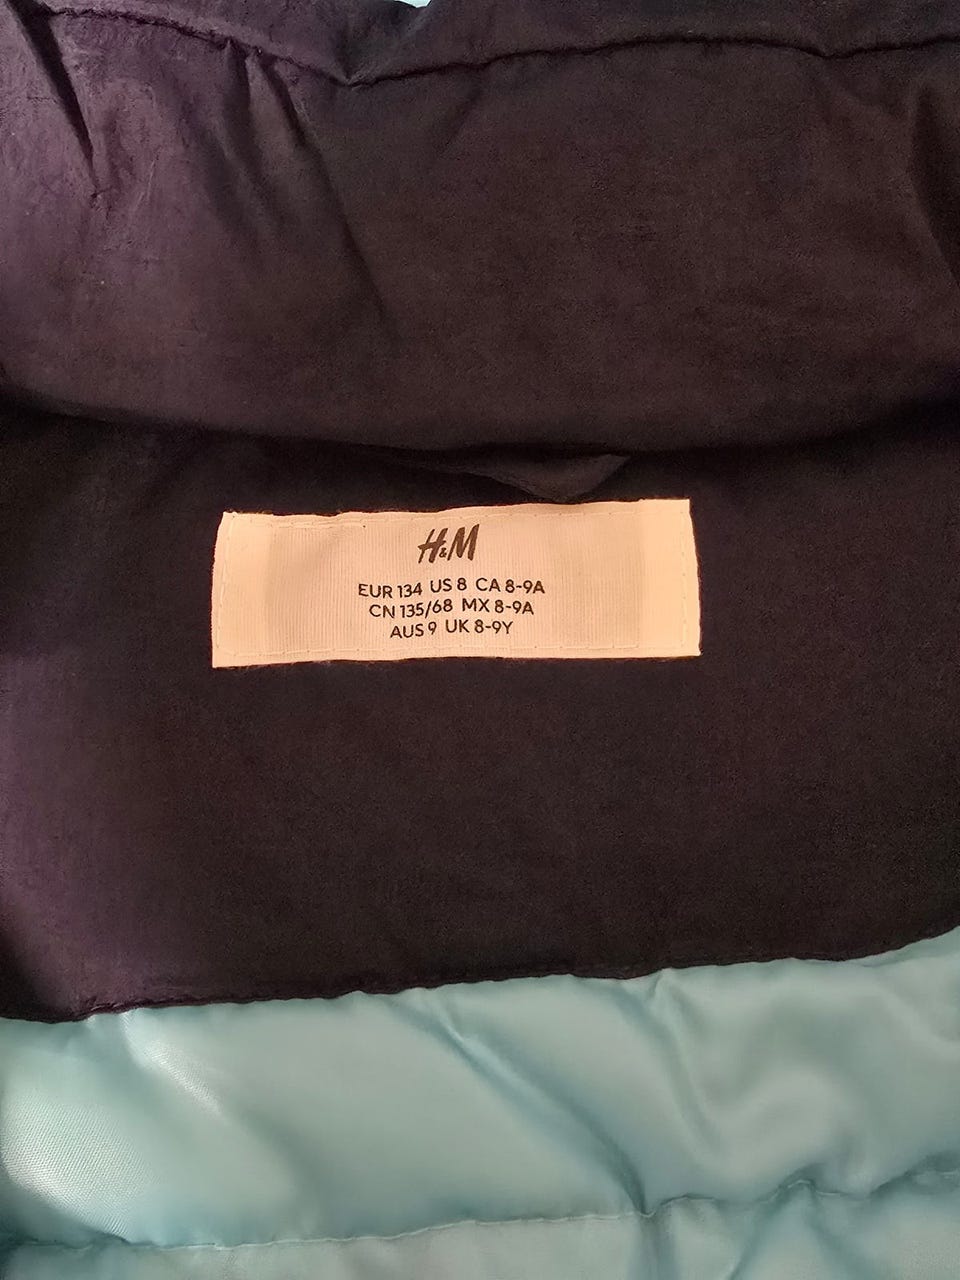 H&M
EUR 134 US 8 CA 8-9A
CN 135/68 MX 8-9A
AUS 9 UK 8-9Y